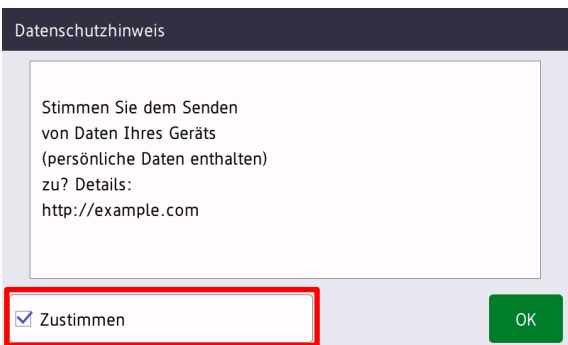 Datenschutzhinweis
Stimmen Sie dem Senden
von Daten Ihres Geräts
(persönliche Daten enthalten)
zu? Details:
http://example.com
Zustimmen
OK